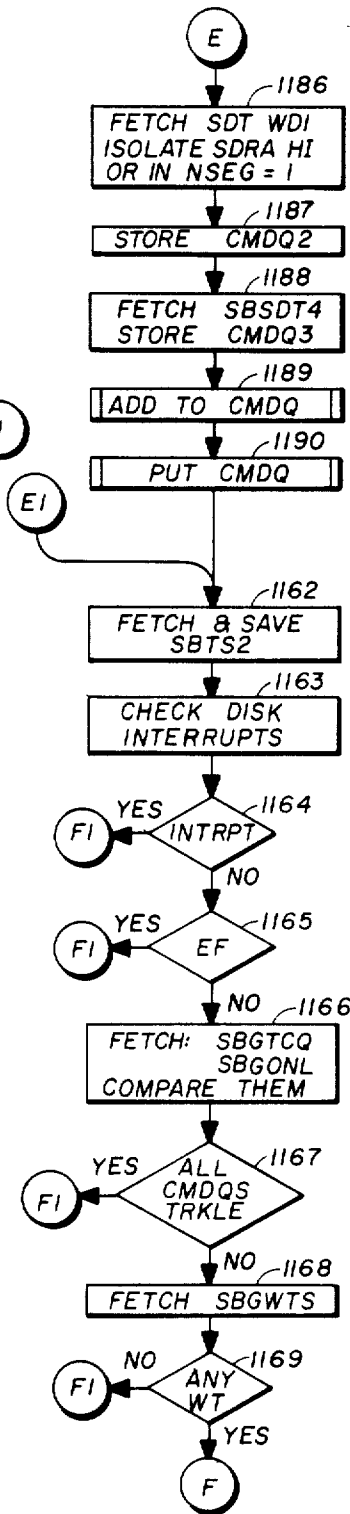 E
1186
FETCH SDT WD1
ISOLATE SDRA HI
OR IN NSEG = 1
1187
STORE CMDQ2
1188
FETCH SBSDT4
STORE CMDQ3
1189
ADD TO CMDQ
1190
PUT CMDQ
E1
1162
FETCH & SAVE
SBTS2
1163
CHECK DISK
INTERRUPTS
1164
YES
F1
INTRPT
NO
1165
YES
F1
EF
NO
1166
FETCH: SBGTCQ
SBGONL
COMPARE THEM
1167
YES
F1
ALL
CMDQS
TRKLE
NO
1168
FETCH SBGWTS
1169
NO
F1
ANY
WT
YES
F